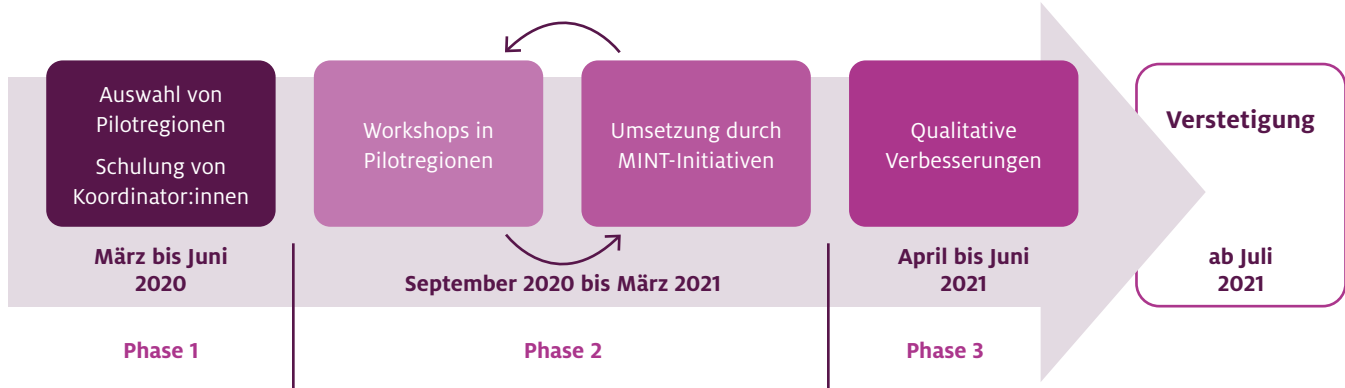 Auswahl von
Pilotregionen
Schulung von
Koordinator:innen
Workshops in
Pilotregionen
Umsetzung durch
MINT-Initiativen
Qualitative
Verbesserungen
Verstetigung
März bis Juni
2020
September 2020 bis März 2021
April bis Juni
2021
ab Juli
2021
Phase 1
Phase 2
Phase 3